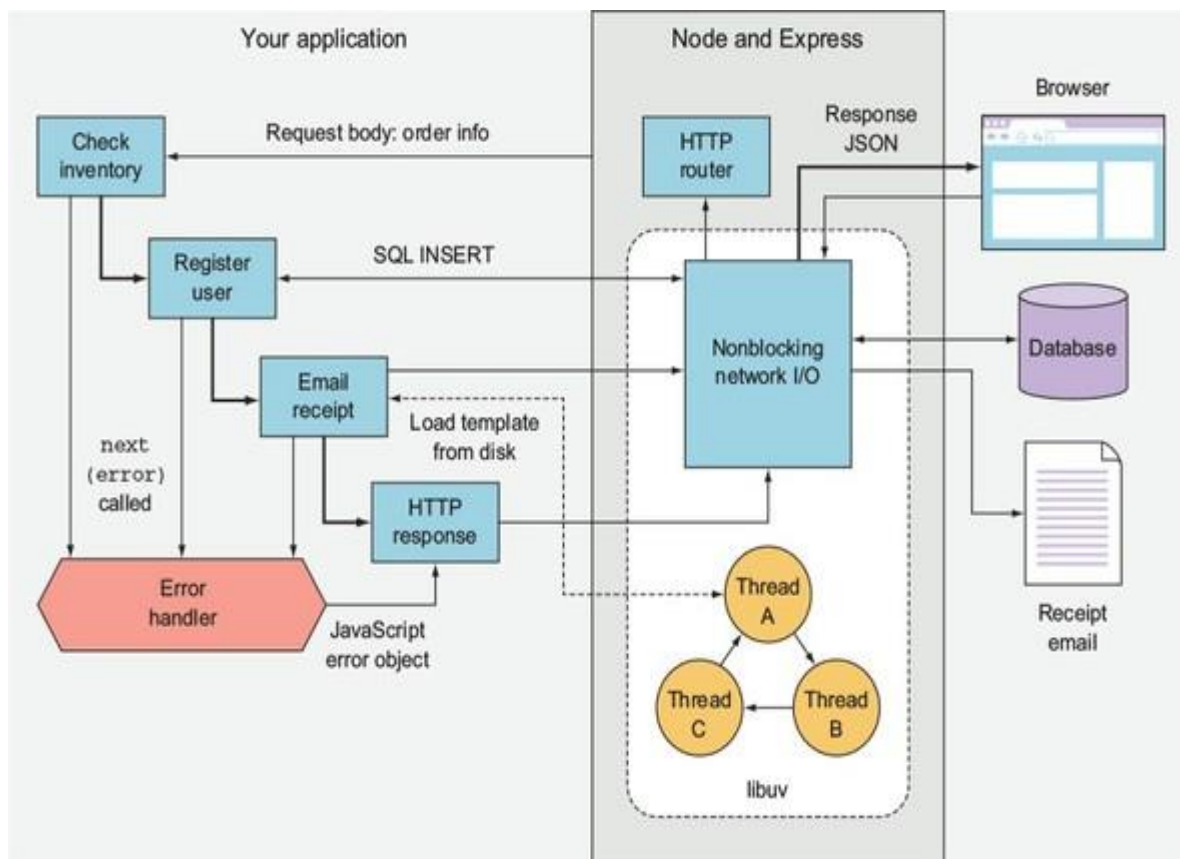 Your application
Node and Express
Browser
Check
inventory
Request body: order info
HTTP
router
Response
JSON
Register
user
SQL INSERT
Nonblocking
network I/O
Database
Email
receipt
Load template
from disk
next
(error)
called
HTTP
response
Error
handler
JavaScript
error object
Thread
A
Thread
C
Thread
B
libuv
Receipt
email